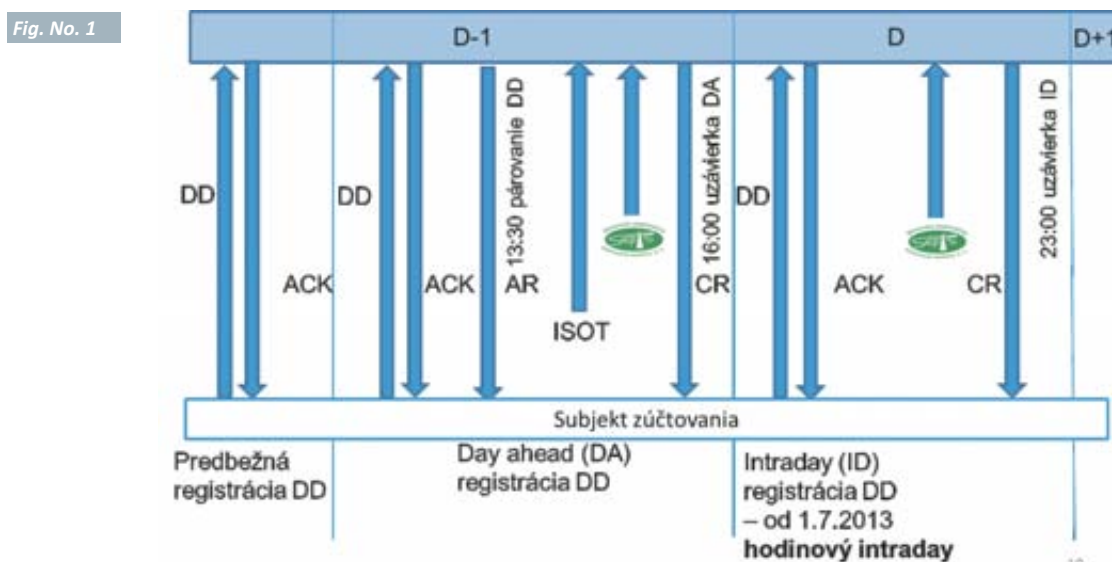 Fig. No. 1
D-1
D
D+1
DD
ACK
DD
ACK
AR
13:30 párovanie DD
ISOT
16:00 uzávierka DA
CR
DD
ACK
CR
23:00 uzávierka ID
Subjekt zúčtovania
Predbežná
registrácia DD
Day ahead (DA)
registrácia DD
Intraday (ID)
registrácia DD
– od 1.7.2013
hodinový intraday